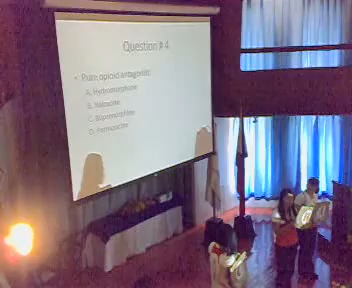 Question # 4
• Pure opioid antagonist:
A. Hydromorphone
B. Naloxone
C. Buprenorphine
D. Pentazocine